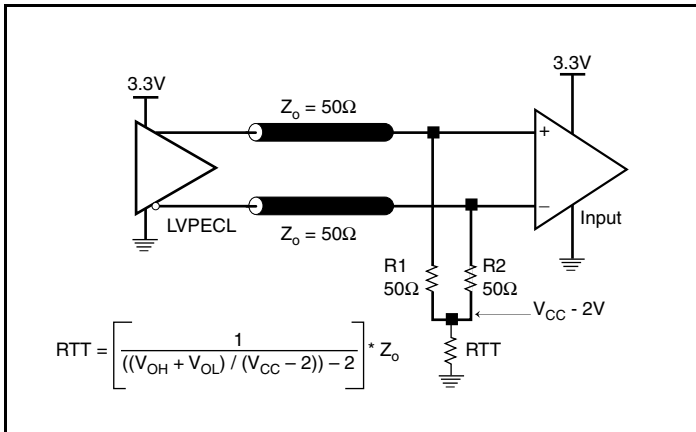 3.3V
3.3V
Zo = 50Ω
+
–
LVPECL
Input
Zo = 50Ω
R1
50Ω
R2
50Ω
VCC - 2V
RTT = [1 / (((VOH + VOL) / (VCC – 2)) – 2)] * Zo
RTT